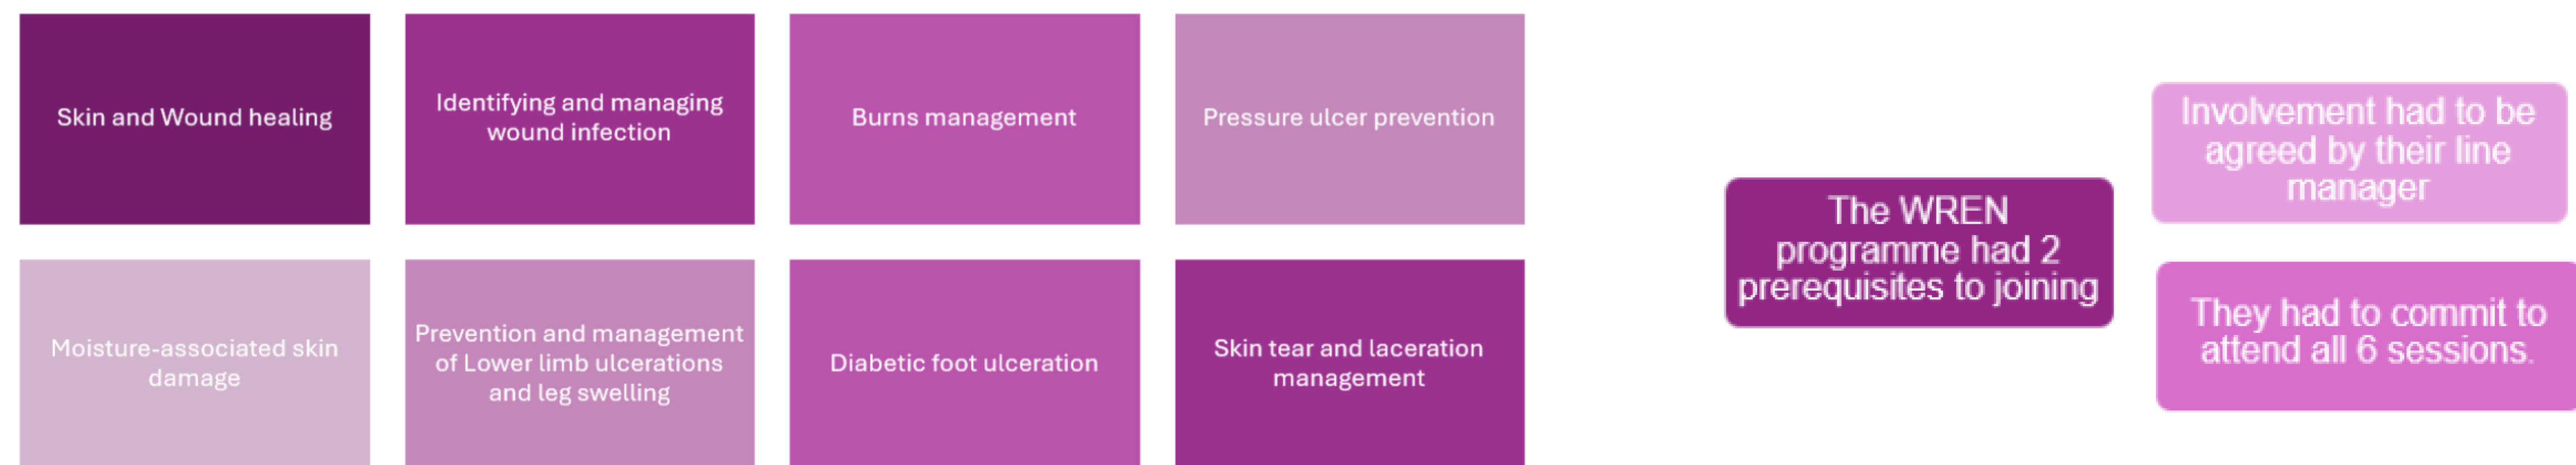 Skin and Wound healing
Identifying and managing
wound infection
Burns management
Pressure ulcer prevention
Moisture-associated skin
damage
Prevention and management
of Lower limb ulcerations
and leg swelling
Diabetic foot ulceration
Skin tear and laceration
management
The WREN
programme had 2
prerequisites to joining
Involvement had to be
agreed by their line
manager
They had to commit to
attend all 6 sessions.